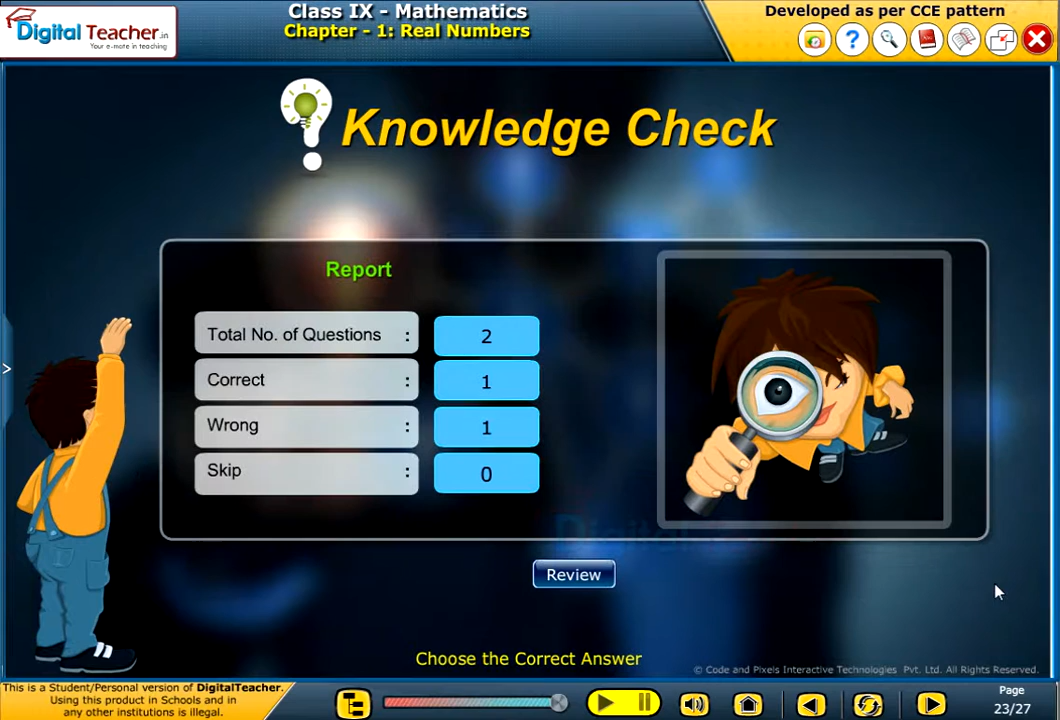 Digital Teacher.in
Your e-mate in teaching
Class IX - Mathematics
Chapter - 1: Real Numbers
Developed as per CCE pattern
?
Knowledge Check
Report
Total No. of Questions : 2
Correct : 1
Wrong : 1
Skip : 0
>
Review
Choose the Correct Answer
© Code and Pixels Interactive Technologies Pvt. Ltd. All Rights Reserved.
This is a Student/Personal version of DigitalTeacher.
Using this product in Schools and in
any other institutions is illegal.
Page
23/27